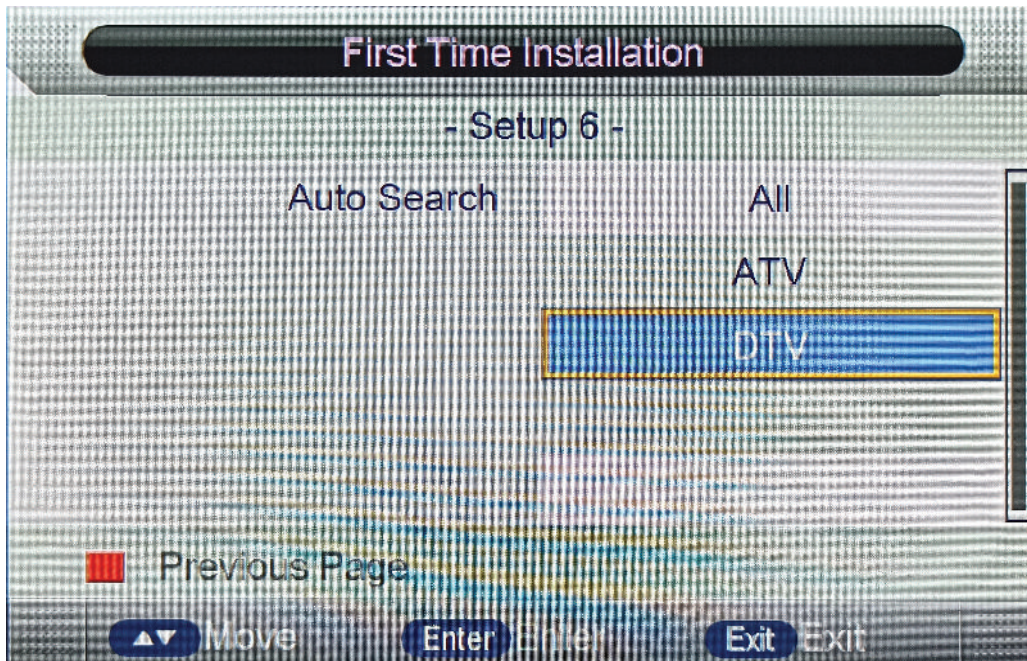 First Time Installation
- Setup 6 -
Auto Search All
ATV
DTV
Previous Page
▲▼ Move Enter Enter Exit Exit